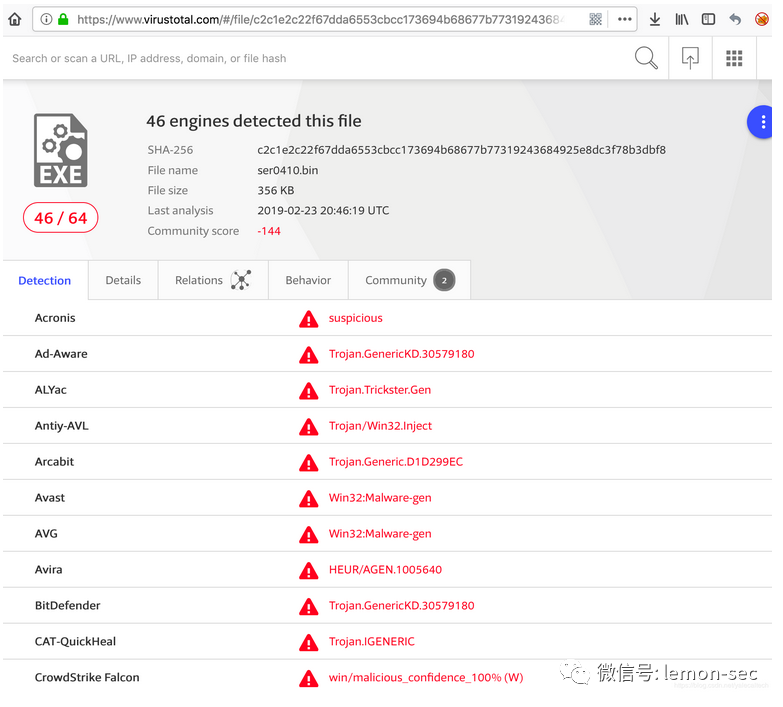 https://www.virustotal.com/#/file/c2c1e2c22f67dda6553cbcc173694b68677b7731924368
Search or scan a URL, IP address, domain, or file hash
46 engines detected this file
SHA-256 c2c1e2c22f67dda6553cbcc173694b68677b77319243684925e8dc3f78b3dbf8
File name ser0410.bin
File size 356 KB
Last analysis 2019-02-23 20:46:19 UTC
Community score -144
EXE
46 / 64
Detection Details Relations Behavior Community 2
Acronis suspicious
Ad-Aware Trojan.GenericKD.30579180
ALYac Trojan.Trickster.Gen
Antiy-AVL Trojan/Win32.Inject
Arcabit Trojan.Generic.D1D299EC
Avast Win32:Malware-gen
AVG Win32:Malware-gen
Avira HEUR/AGEN.1005640
BitDefender Trojan.GenericKD.30579180
CAT-QuickHeal Trojan.IGENERIC
CrowdStrike Falcon win/malicious_confidence_100% (W)
微信号: lemon-sec